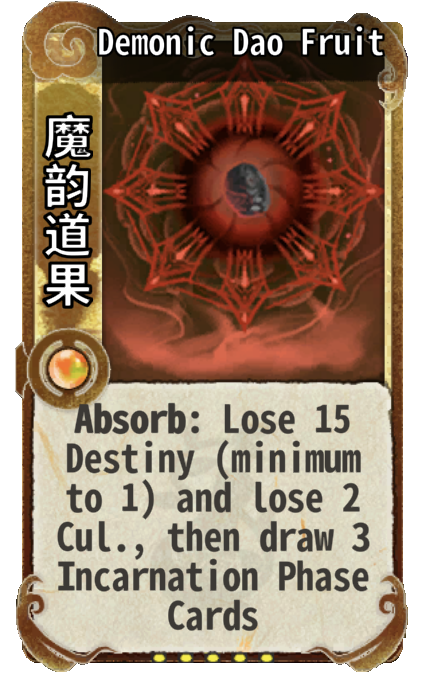 Demonic Dao Fruit
魔韵道果
Absorb: Lose 15
Destiny (minimum
to 1) and lose 2
Cul., then draw 3
Incarnation Phase
Cards